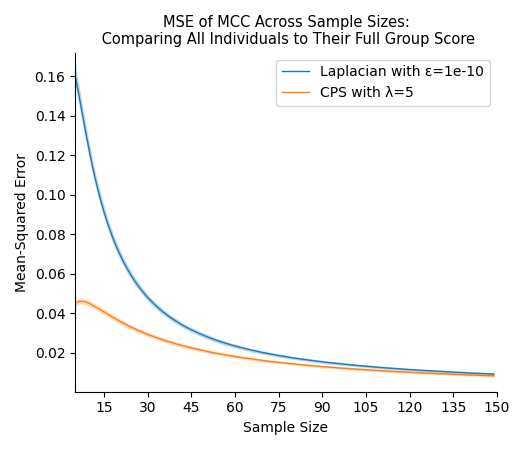 MSE of MCC Across Sample Sizes:
Comparing All Individuals to Their Full Group Score
Laplacian with ε=1e-10
CPS with λ=5
Mean-Squared Error
0.16
0.14
0.12
0.10
0.08
0.06
0.04
0.02
15 30 45 60 75 90 105 120 135 150
Sample Size